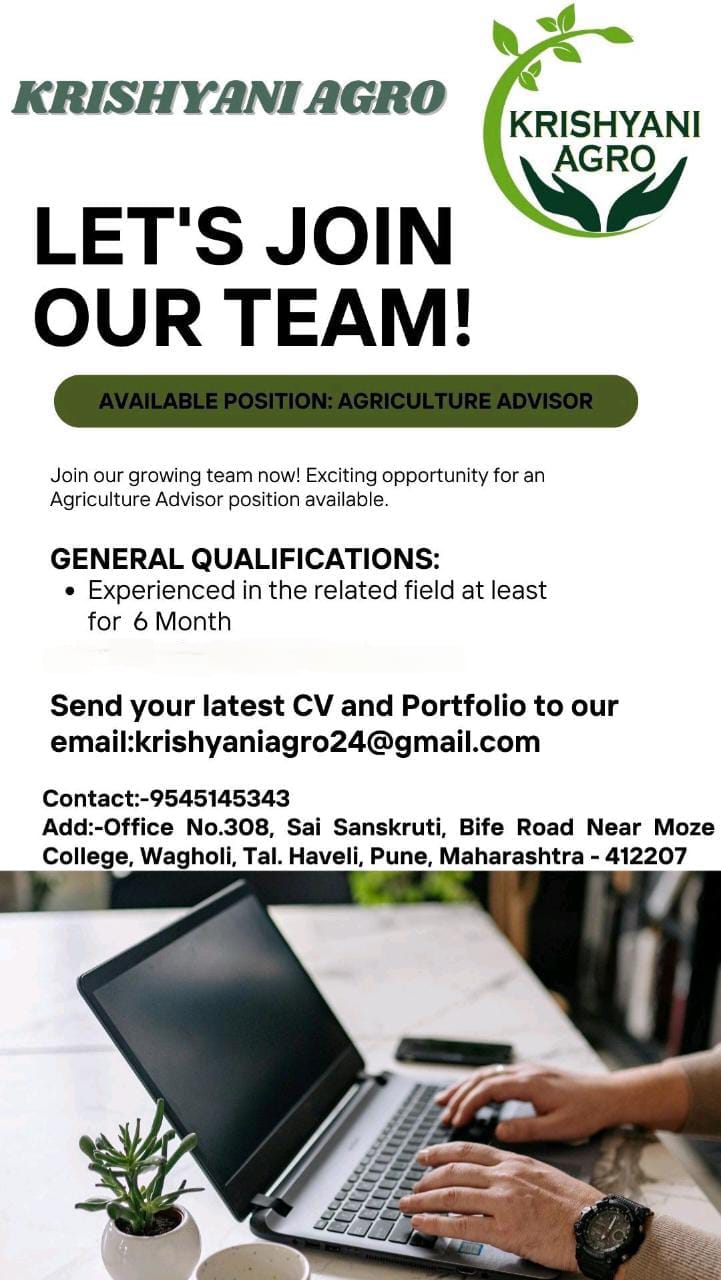 KRISHYANI AGRO
KRISHYANI
AGRO
LET'S JOIN
OUR TEAM!
AVAILABLE POSITION: AGRICULTURE ADVISOR
Join our growing team now! Exciting opportunity for an
Agriculture Advisor position available.
GENERAL QUALIFICATIONS:
• Experienced in the related field at least
for 6 Month
Send your latest CV and Portfolio to our
email:krishyaniagro24@gmail.com
Contact:-9545145343
Add:-Office No.308, Sai Sanskruti, Bife Road Near Moze
College, Wagholi, Tal. Haveli, Pune, Maharashtra - 412207